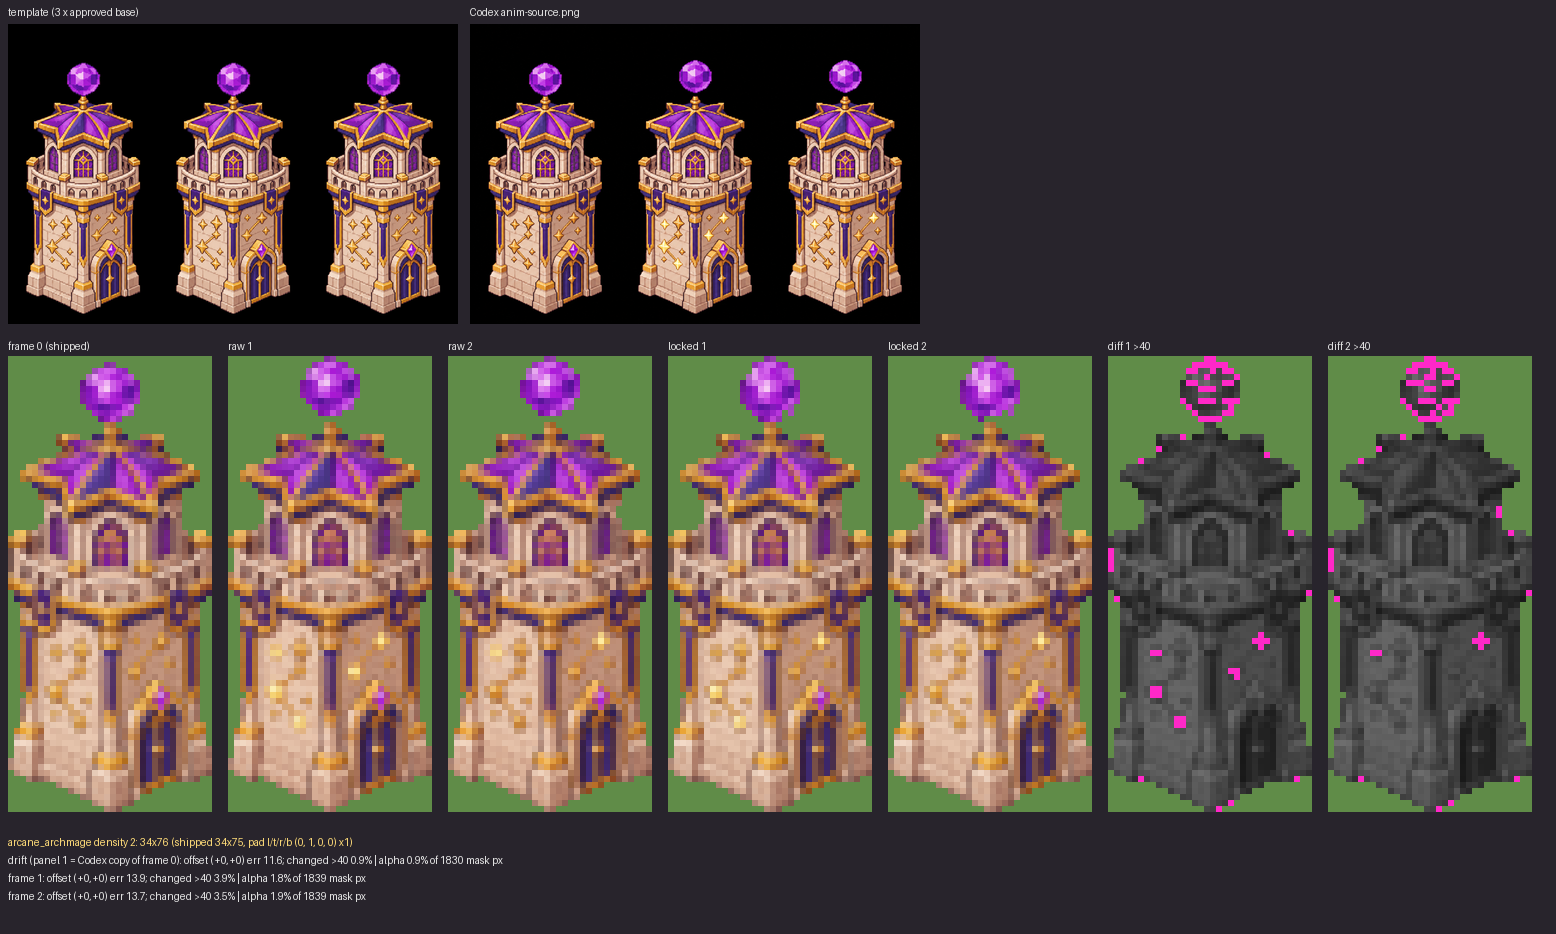 template (3 x approved base)
Codex anim-source.png
frame 0 (shipped)
raw 1
raw 2
locked 1
locked 2
diff 1 >40
diff 2 >40
arcane_archmage density 2: 34x76 (shipped 34x75, pad l/t/r/b (0, 1, 0, 0) x1)
drift (panel 1 = Codex copy of frame 0): offset (+0,+0) err 11.6; changed >40 0.9% | alpha 0.9% of 1830 mask px
frame 1: offset (+0,+0) err 13.9; changed >40 3.9% | alpha 1.8% of 1839 mask px
frame 2: offset (+0,+0) err 13.7; changed >40 3.5% | alpha 1.9% of 1839 mask px